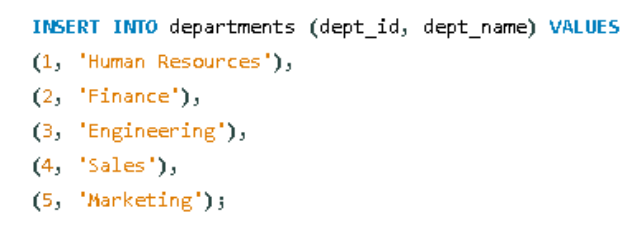 INSERT INTO departments (dept_id, dept_name) VALUES
(1, 'Human Resources'),
(2, 'Finance'),
(3, 'Engineering'),
(4, 'Sales'),
(5, 'Marketing');